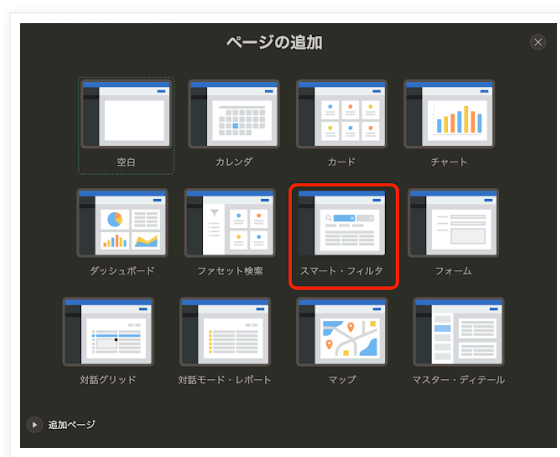 ページの追加
空白
カレンダ
カード
チャート
ダッシュボード
ファセット検索
スマート・フィルタ
フォーム
対話グリッド
対話モード・レポート
マップ
マスター・ディテール
追加ページ